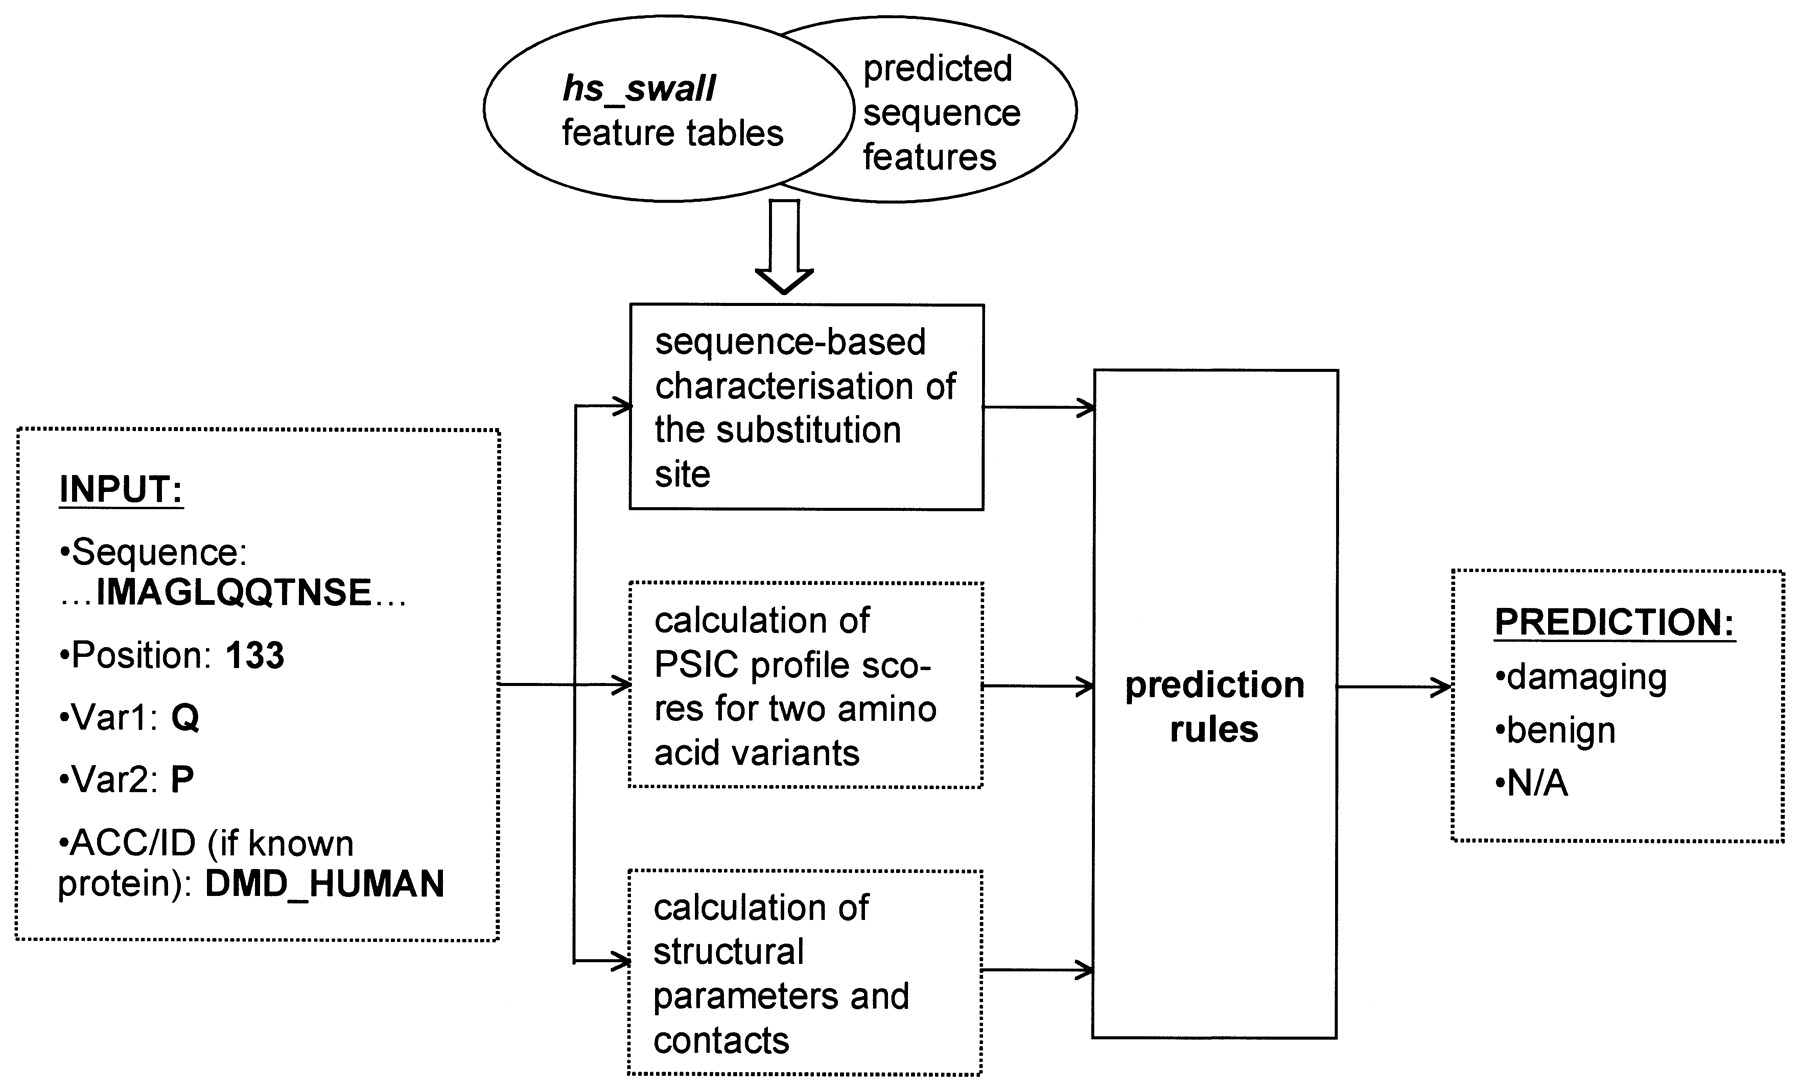 hs_swall
feature tables
predicted
sequence
features
sequence-based
characterisation of
the substitution
site
INPUT:
•Sequence:
...IMAGLQQTNSE...
•Position: 133
•Var1: Q
•Var2: P
•ACC/ID (if known
protein): DMD_HUMAN
calculation of
PSIC profile sco-
res for two amino
acid variants
calculation of
structural
parameters and
contacts
prediction
rules
PREDICTION:
•damaging
•benign
•N/A